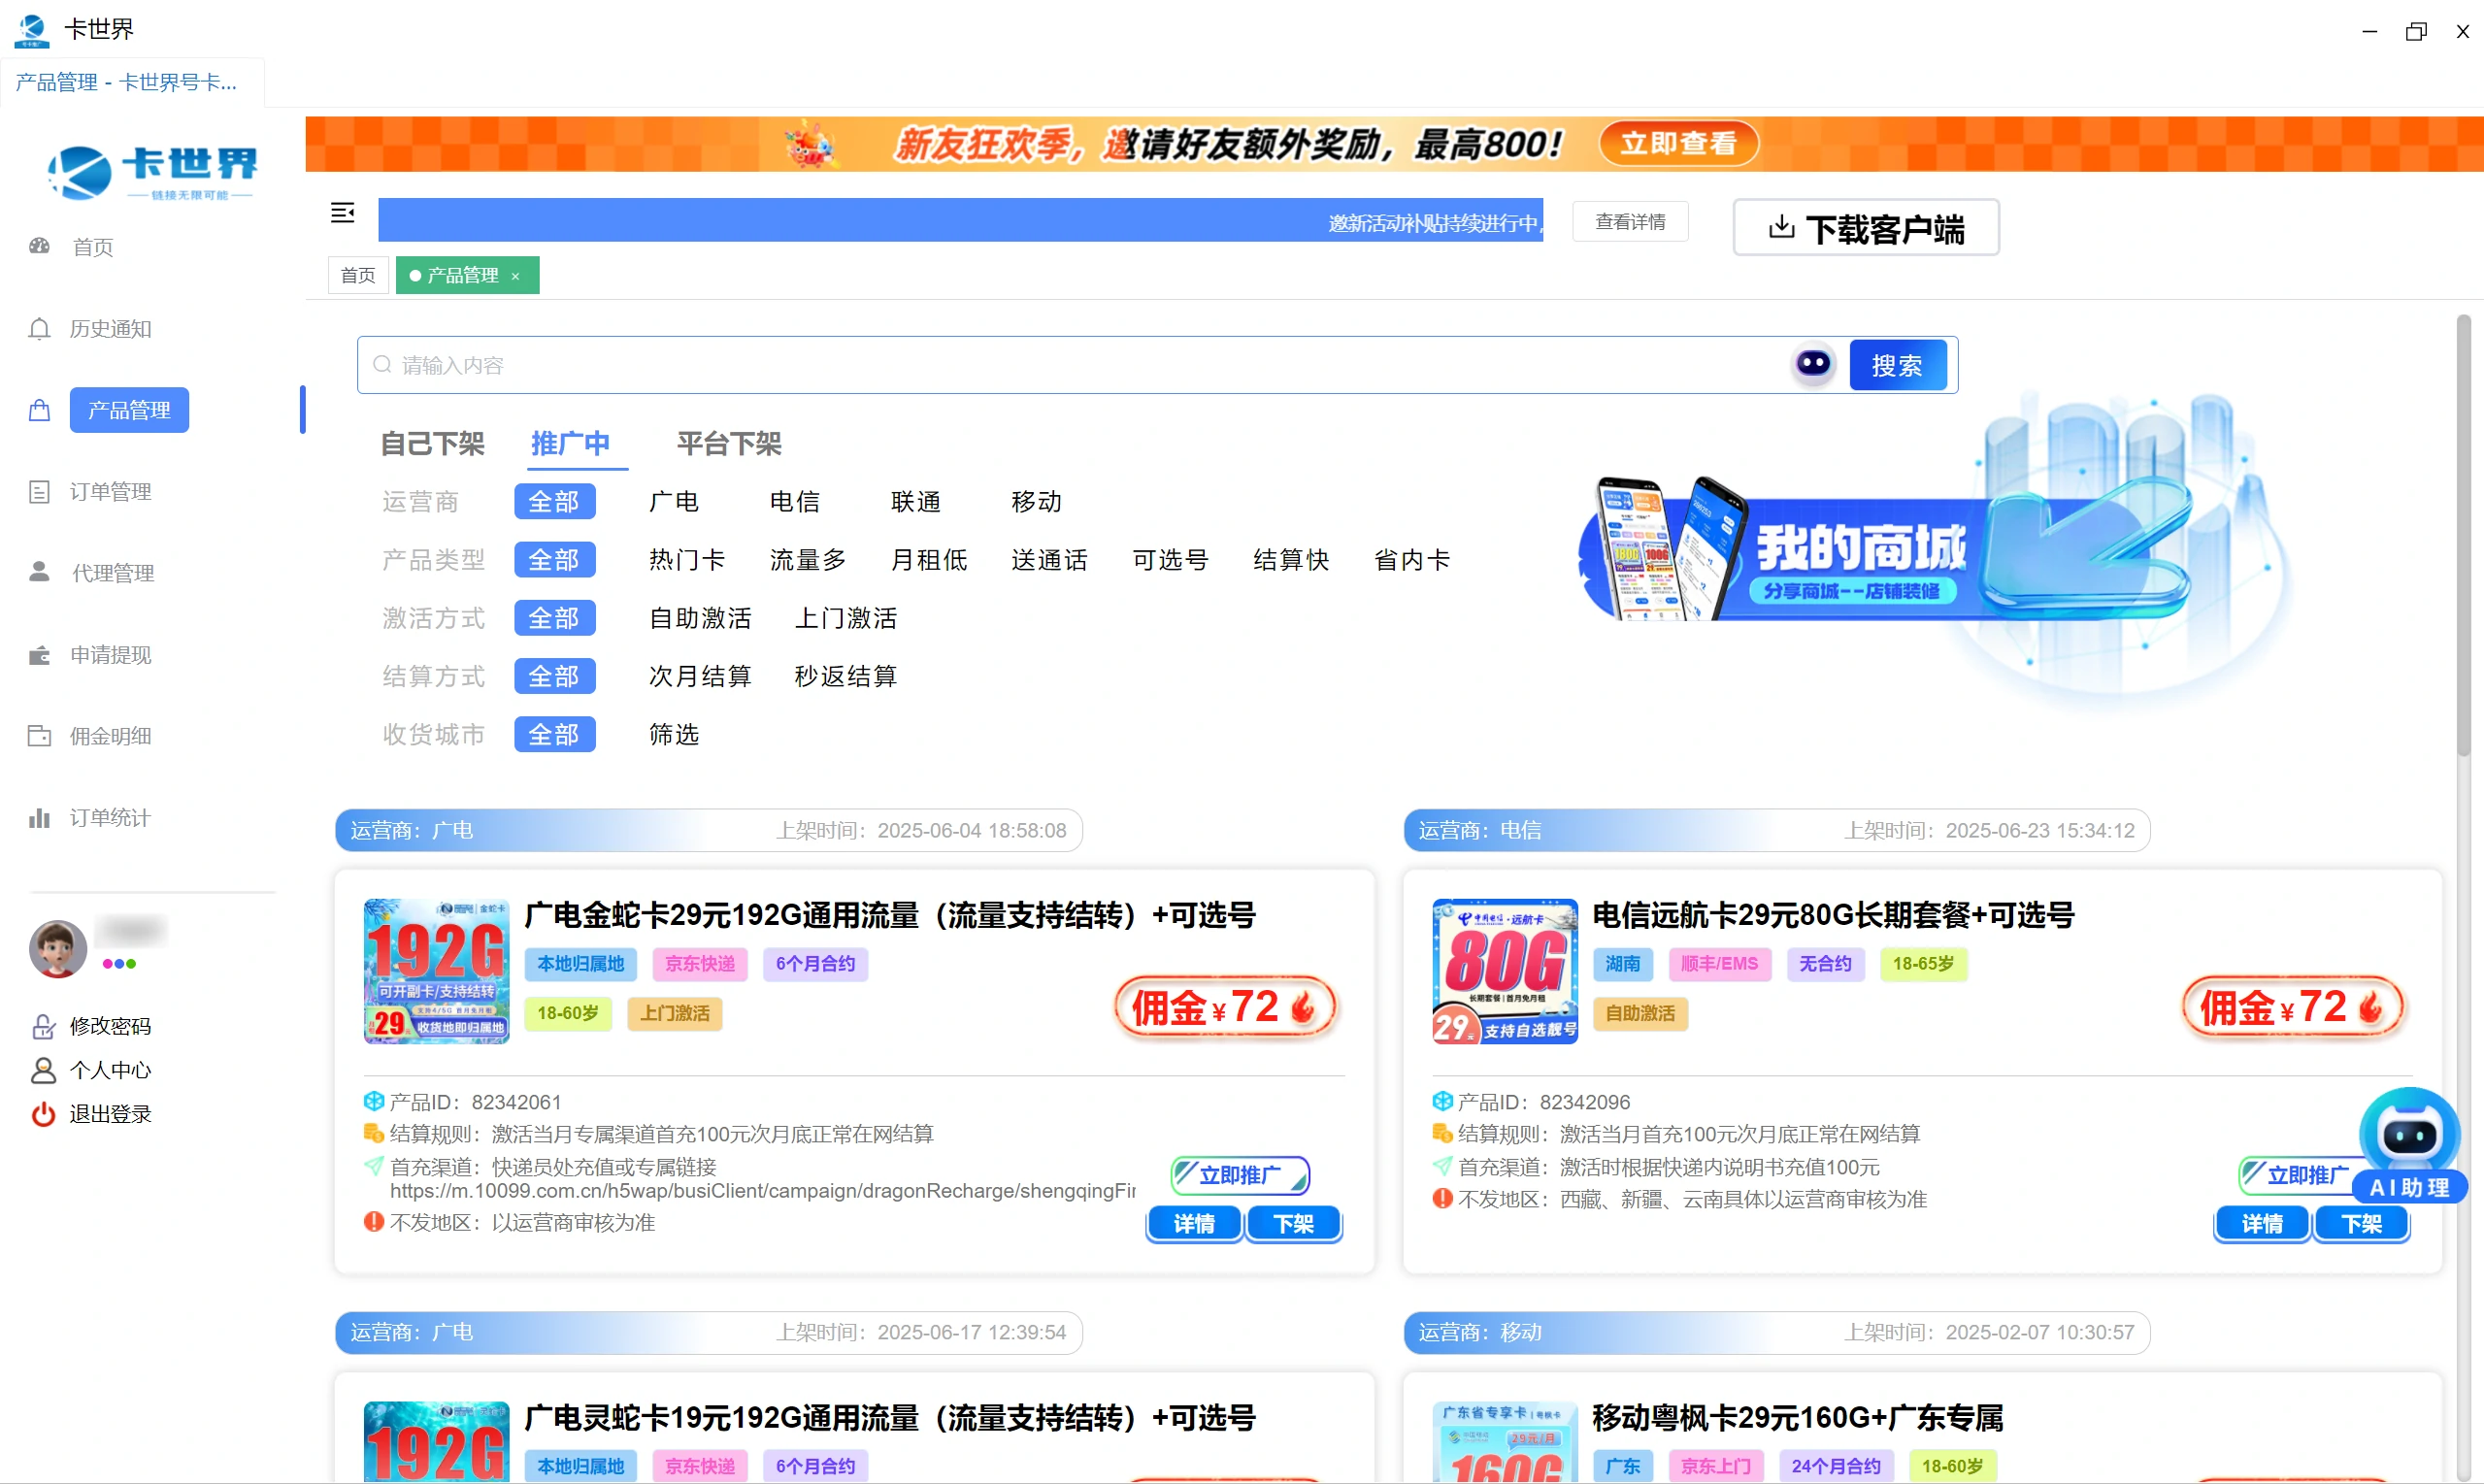 卡世界
产品管理 - 卡世界号卡...
卡世界
链接无限可能
新友狂欢季，邀请好友额外奖励，最高800！ 立即查看
邀新活动补贴持续进行中, 查看详情 下载客户端
首页 产品管理 ×
首页
历史通知
产品管理
订单管理
代理管理
申请提现
佣金明细
订单统计
修改密码
个人中心
退出登录
请输入内容 搜索
自己下架 推广中 平台下架
运营商 全部 广电 电信 联通 移动
产品类型 全部 热门卡 流量多 月租低 送通话 可选号 结算快 省内卡
激活方式 全部 自助激活 上门激活
结算方式 全部 次月结算 秒返结算
收货城市 全部 筛选
我的商城
分享商城--店铺装修
运营商：广电 上架时间：2025-06-04 18:58:08
广电金蛇卡29元192G通用流量（流量支持结转）+可选号
本地归属地 京东快递 6个月合约
18-60岁 上门激活
金蛇卡
192G
可开副卡/支持结转
29 收货地即归属地
佣金¥72
产品ID：82342061
结算规则：激活当月专属渠道首充100元次月底正常在网结算
首充渠道：快递员处充值或专属链接
https://m.10099.com.cn/h5wap/busiClient/campaign/dragonRecharge/shengqingFir
不发地区：以运营商审核为准
立即推广
详情 下架
运营商：电信 上架时间：2025-06-23 15:34:12
电信远航卡29元80G长期套餐+可选号
湖南 顺丰/EMS 无合约 18-65岁
自助激活
中国电信·远航卡
80G
长期套餐|首月免月租
29元 支持自选靓号
佣金¥72
产品ID：82342096
结算规则：激活当月首充100元次月底正常在网结算
首充渠道：激活时根据快递内说明书充值100元
不发地区：西藏、新疆、云南具体以运营商审核为准
立即推广
详情 下架
AI助理
运营商：广电 上架时间：2025-06-17 12:39:54
广电灵蛇卡19元192G通用流量（流量支持结转）+可选号
本地归属地 京东快递 6个月合约
192G
运营商：移动 上架时间：2025-02-07 10:30:57
移动粤枫卡29元160G+广东专属
广东 京东上门 24个月合约 18-60岁
广东省专享卡
中国移动 29元/月
160G